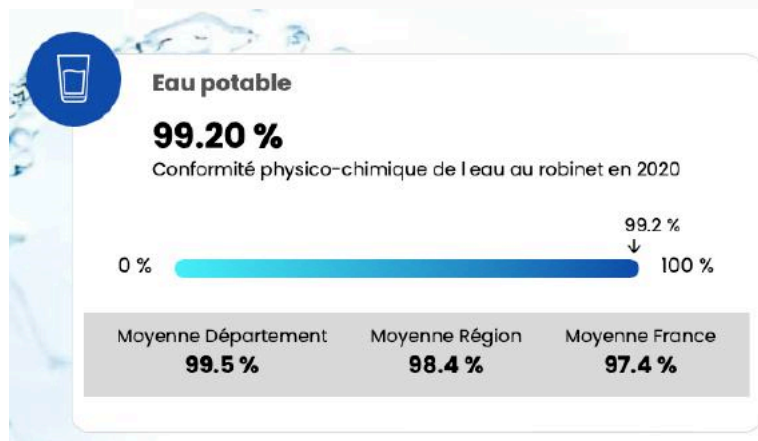 Eau potable
99.20 %
Conformité physico-chimique de l eau au robinet en 2020
99.2 %
0 %
100 %
Moyenne Département
99.5 %
Moyenne Région
98.4 %
Moyenne France
97.4 %